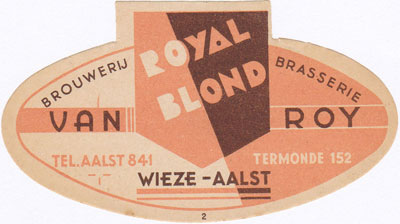 ROYAL
BLOND
BROUWERIJ
BRASSERIE
VAN ROY
TEL. AALST 841
TERMONDE 152
WIEZE - AALST
2